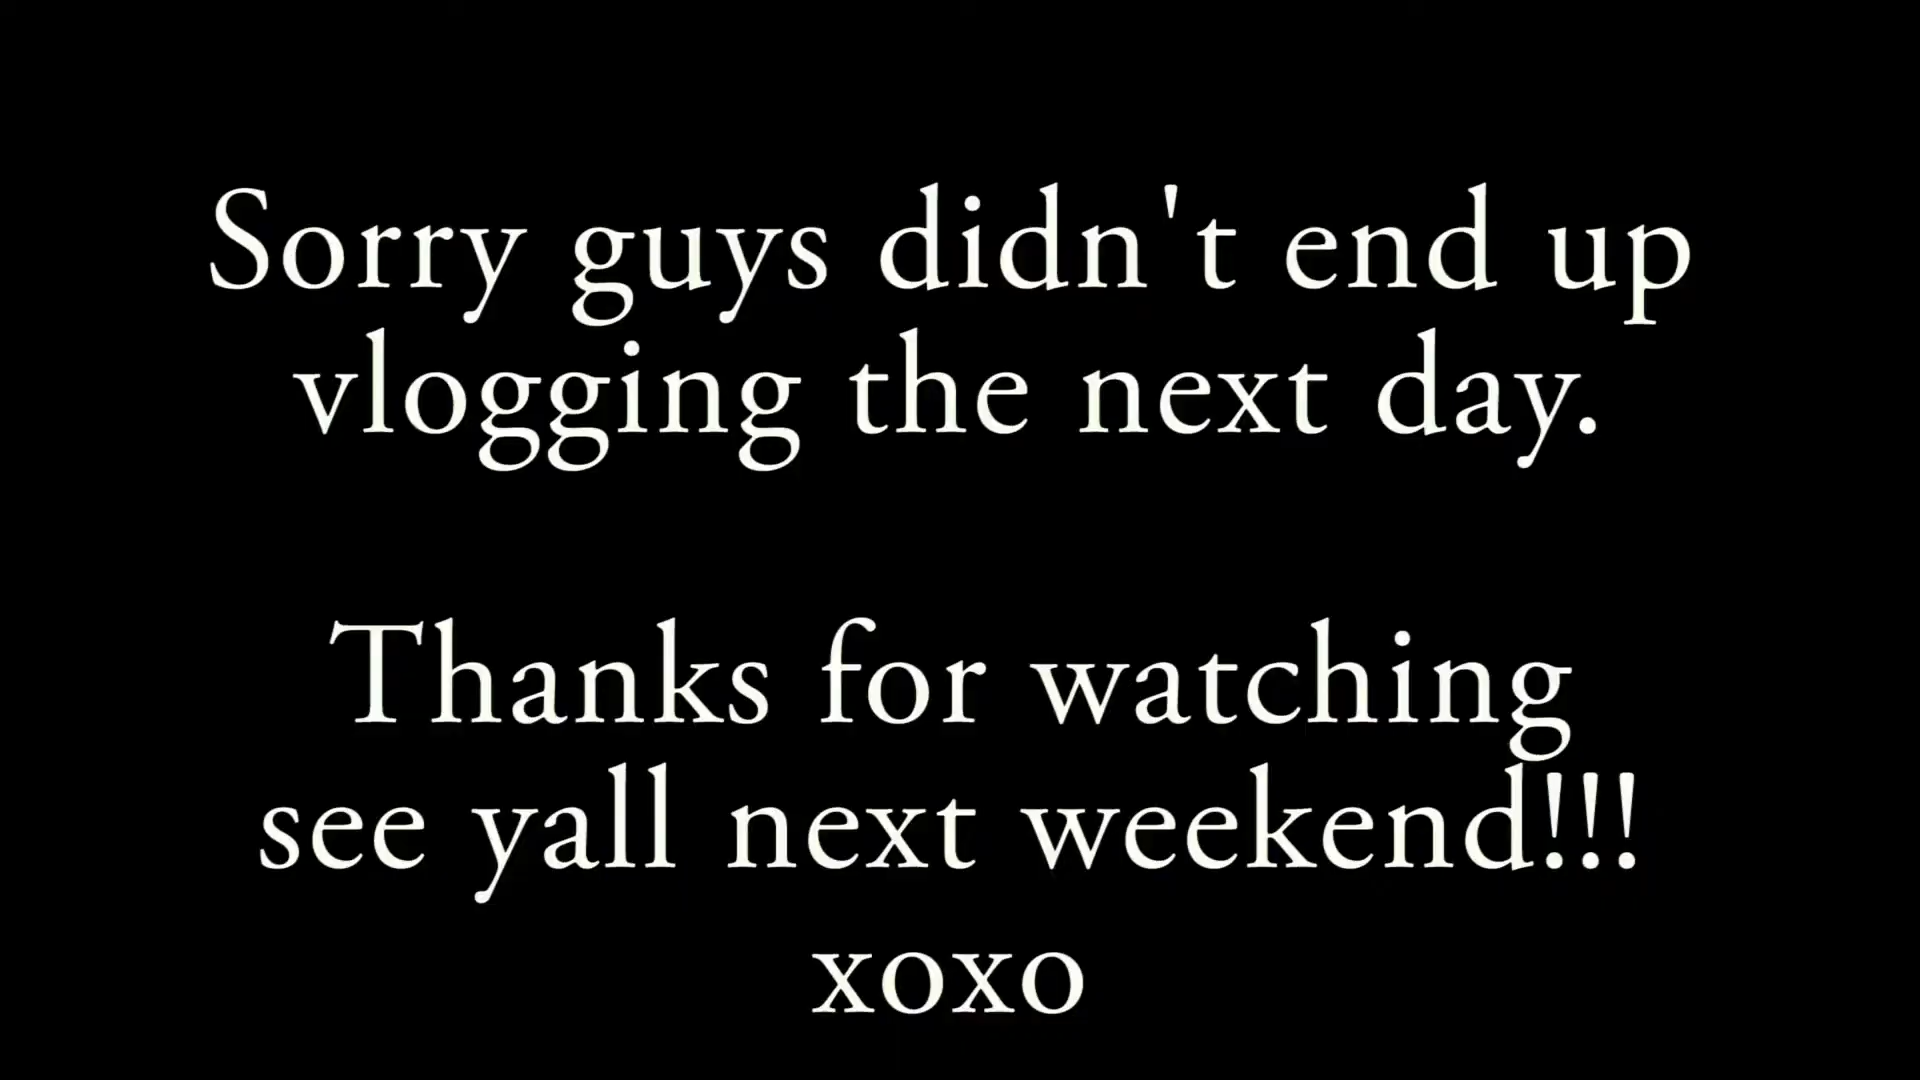 Sorry guys didn't end up
vlogging the next day.
Thanks for watching
see yall next weekend!!!
xoxo